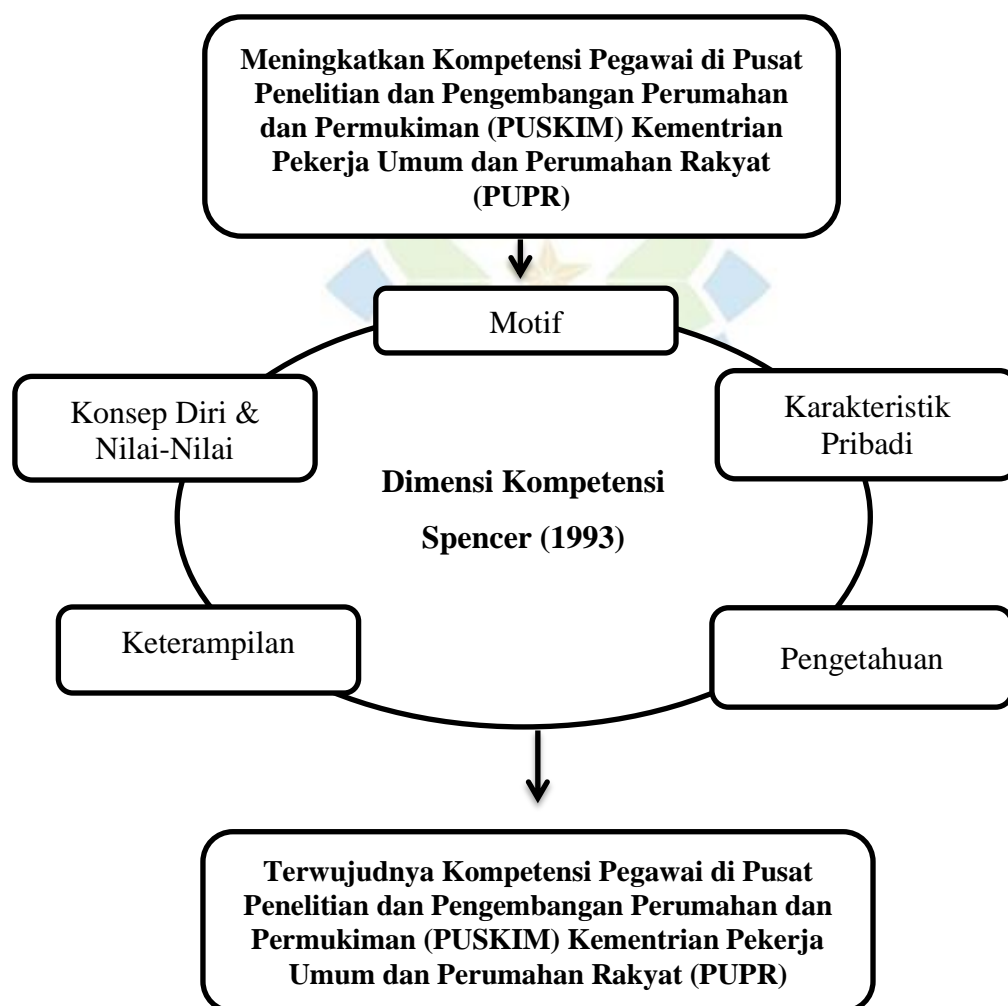 Meningkatkan Kompetensi Pegawai di Pusat
Penelitian dan Pengembangan Perumahan
dan Permukiman (PUSKIM) Kementrian
Pekerja Umum dan Perumahan Rakyat
(PUPR)
Motif
Konsep Diri &
Nilai-Nilai
Karakteristik
Pribadi
Dimensi Kompetensi
Spencer (1993)
Keterampilan
Pengetahuan
Terwujudnya Kompetensi Pegawai di Pusat
Penelitian dan Pengembangan Perumahan dan
Permukiman (PUSKIM) Kementrian Pekerja
Umum dan Perumahan Rakyat (PUPR)